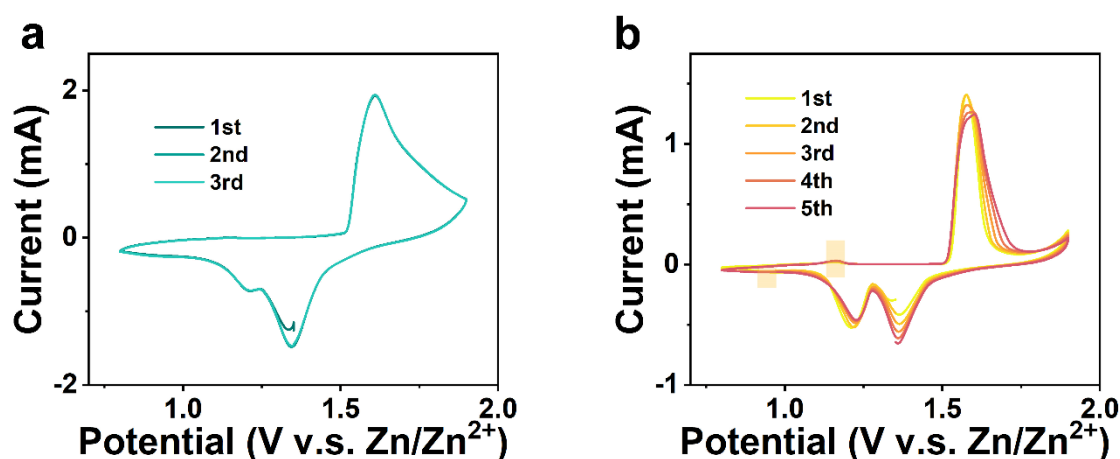 a
Current (mA)
2
0
-2
1st
2nd
3rd
1.0
1.5
2.0
Potential (V v.s. Zn/Zn²⁺)
b
Current (mA)
1
0
-1
1st
2nd
3rd
4th
5th
1.0
1.5
2.0
Potential (V v.s. Zn/Zn²⁺)